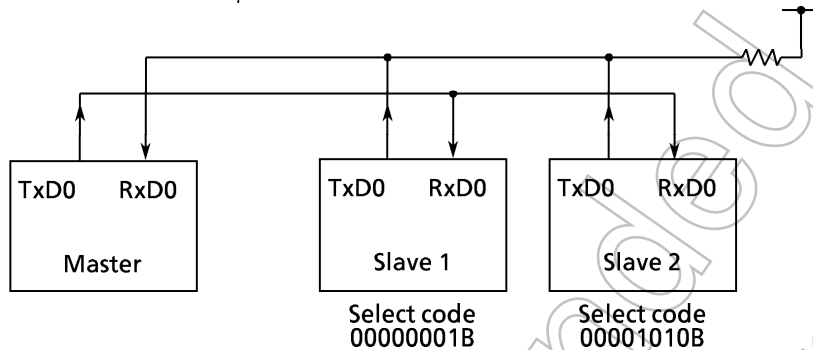 TxD0 RxD0 TxD0 RxD0 TxD0 RxD0
Master Slave 1 Slave 2
Select code Select code
00000001B 00001010B